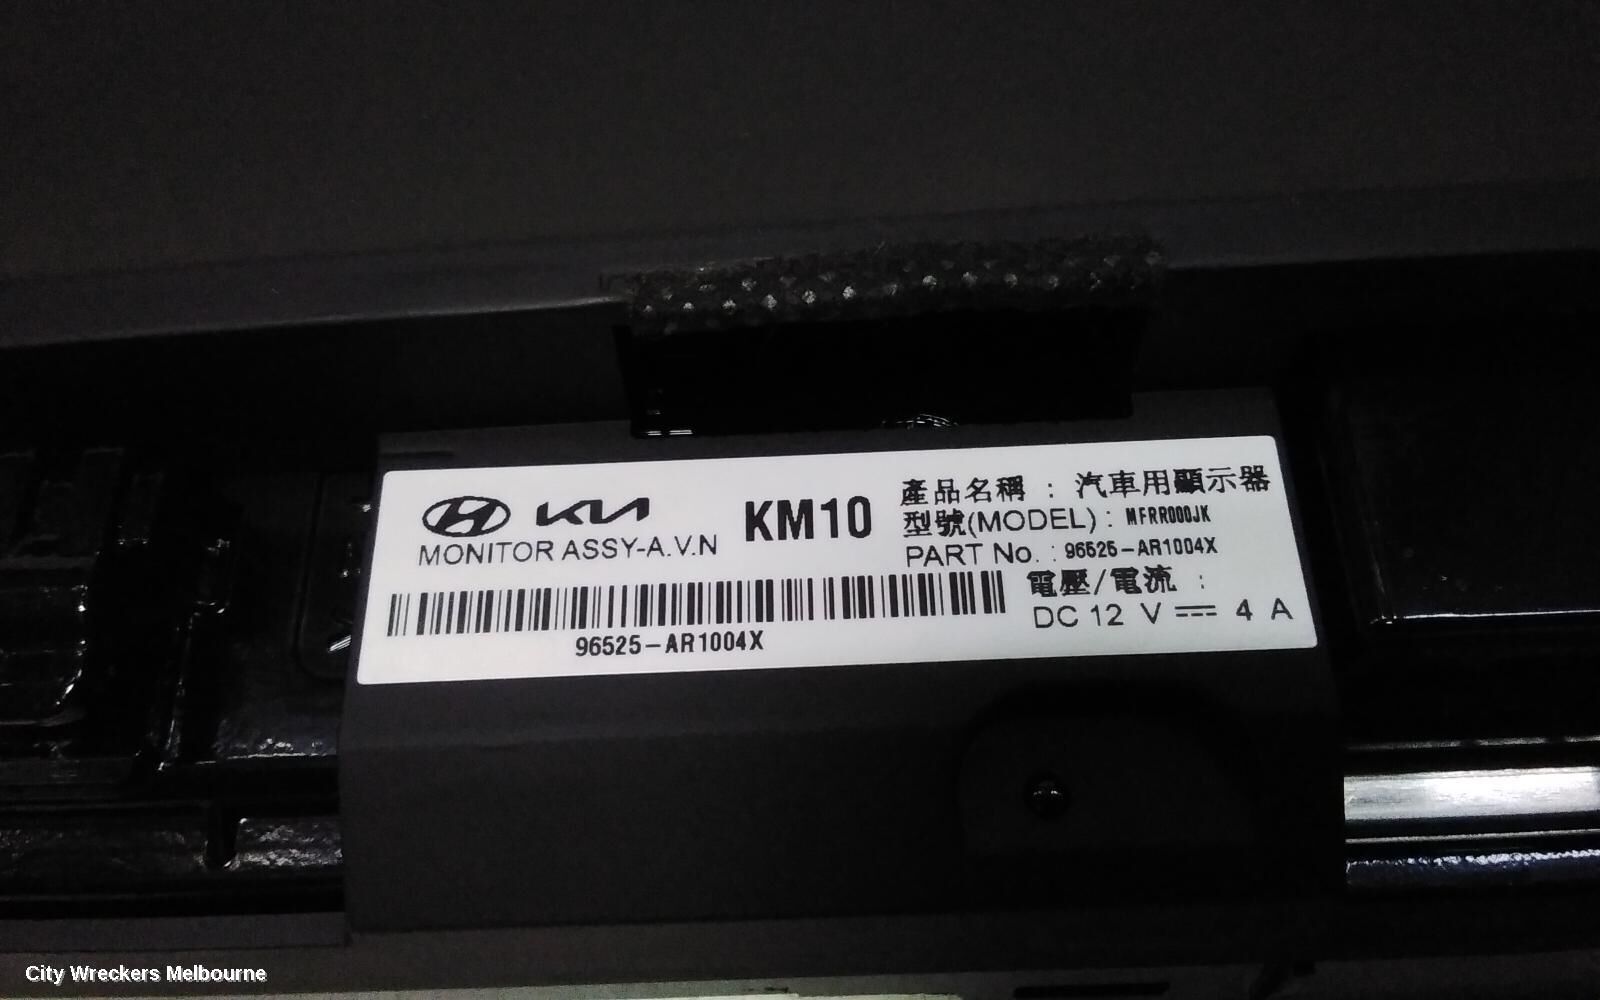 KIA
MONITOR ASSY-A.V.N
KM10
96525-AR1004X
產品名稱 : 汽車用顯示器
型號(MODEL) : MFRR000JK
PART No. : 96525-AR1004X
電壓/電流 :
DC 12 V ⎓ 4 A
City Wreckers Melbourne